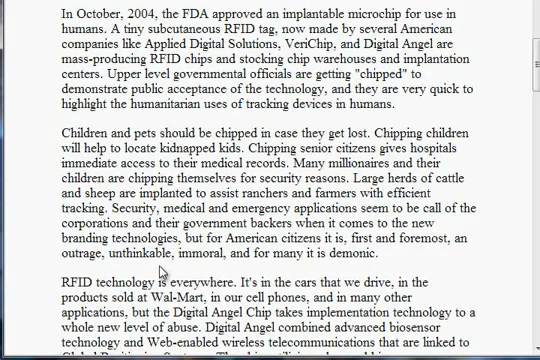 In October, 2004, the FDA approved an implantable microchip for use in
humans. A tiny subcutaneous RFID tag, now made by several American
companies like Applied Digital Solutions, VeriChip, and Digital Angel are
mass-producing RFID chips and stocking chip warehouses and implantation
centers. Upper level governmental officials are getting "chipped" to
demonstrate public acceptance of the technology, and they are very quick to
highlight the humanitarian uses of tracking devices in humans.
Children and pets should be chipped in case they get lost. Chipping children
will help to locate kidnapped kids. Chipping senior citizens gives hospitals
immediate access to their medical records. Many millionaires and their
children are chipping themselves for security reasons. Large herds of cattle
and sheep are implanted to assist ranchers and farmers with efficient
tracking. Security, medical and emergency applications seem to be call of the
corporations and their government backers when it comes to the new
branding technologies, but for American citizens it is, first and foremost, an
outrage, unthinkable, immoral, and for many it is demonic.
RFID technology is everywhere. It's in the cars that we drive, in the
products sold at Wal-Mart, in our cell phones, and in many other
applications, but the Digital Angel Chip takes implementation technology to
a whole new level of abuse. Digital Angel combined advanced biosensor
technology and Web-enabled wireless telecommunications that are linked to